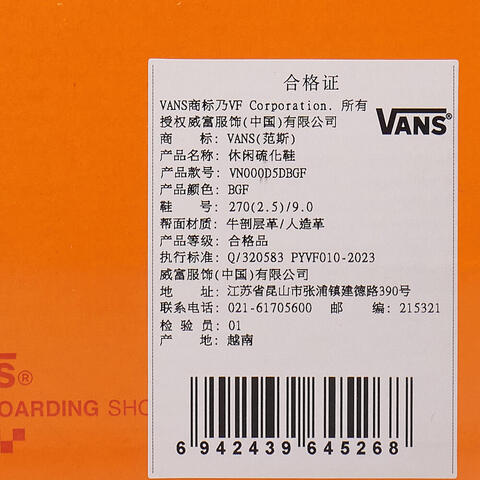 合格证
VANS商标乃VF Corporation. 所有
授权威富服饰(中国)有限公司
VANS®
商 标: VANS(范斯)
产品名称: 休闲硫化鞋
产品款号: VN000D5DBGF
产品颜色: BGF
鞋 号: 270(2.5)/9.0
帮面材质: 牛剖层革/人造革
产品等级: 合格品
执行标准: Q/320583 PYVF010-2023
威富服饰(中国)有限公司
地 址: 江苏省昆山市张浦镇建德路390号
联系电话: 021-61705600 邮 编: 215321
检 验 员: 01
产 地: 越南
S®
OARDING SHO
6 942439 645268